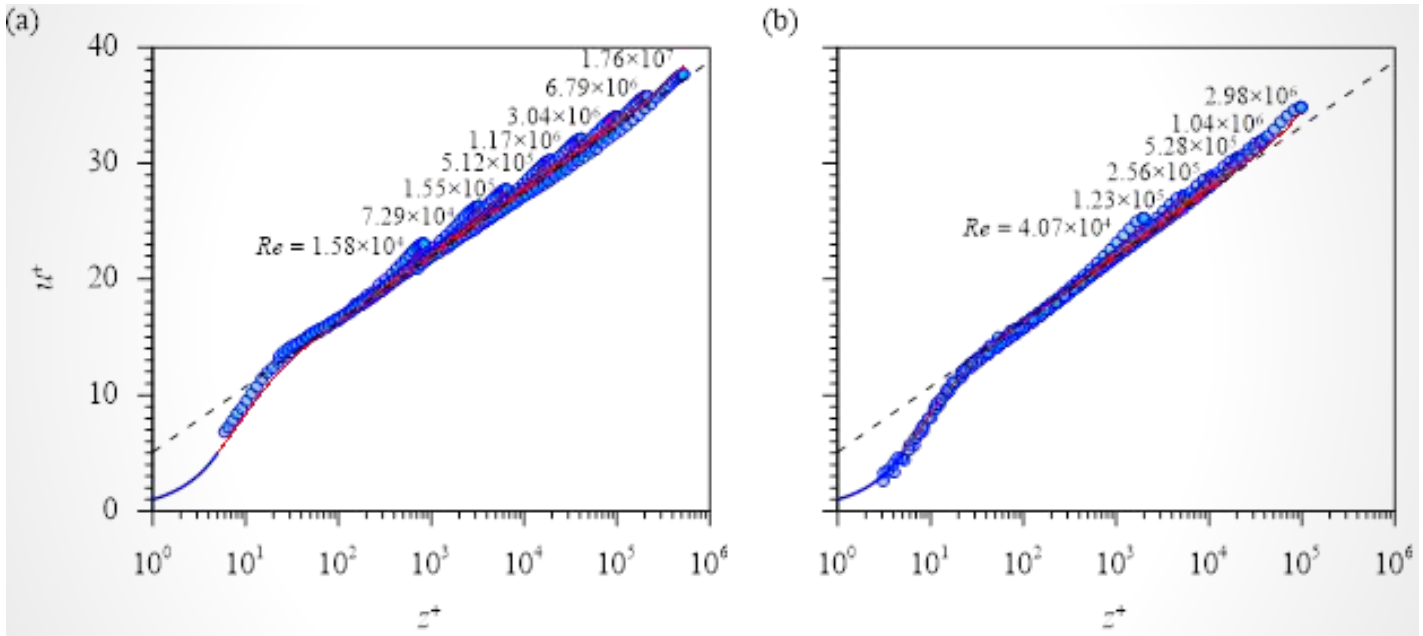 (a)
40
30
20
10
0
u⁺
1.76×10⁷
6.79×10⁶
3.04×10⁶
1.17×10⁶
5.12×10⁵
1.55×10⁵
7.29×10⁴
Re = 1.58×10⁴
10⁰ 10¹ 10² 10³ 10⁴ 10⁵ 10⁶
z⁺
(b)
2.98×10⁶
1.04×10⁶
5.28×10⁵
2.56×10⁵
1.23×10⁵
Re = 4.07×10⁴
10⁰ 10¹ 10² 10³ 10⁴ 10⁵ 10⁶
z⁺